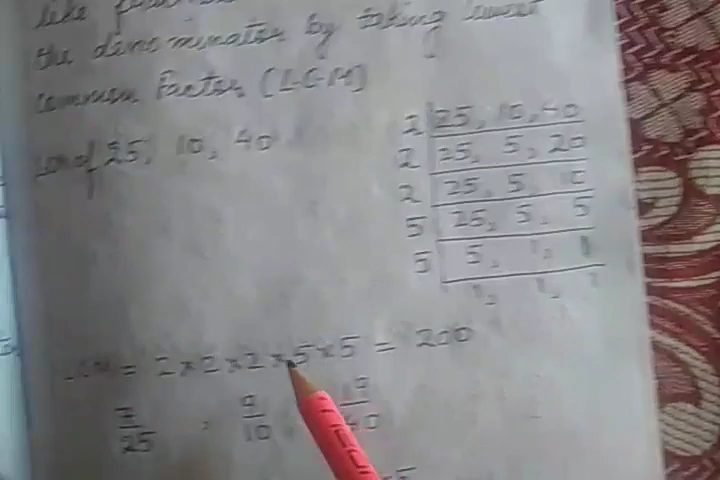 like
the denominator by taking lowest
common Factor (L.C.M)
LCM of 25, 10, 40
2 | 25, 10, 40
2 | 25, 5, 20
2 | 25, 5, 10
5 | 25, 5, 5
5 | 5, 1, 1
1, 1, 1
LCM = 2 × 2 × 2 × 5 × 5 = 200
7/25, 9/10, 19/40